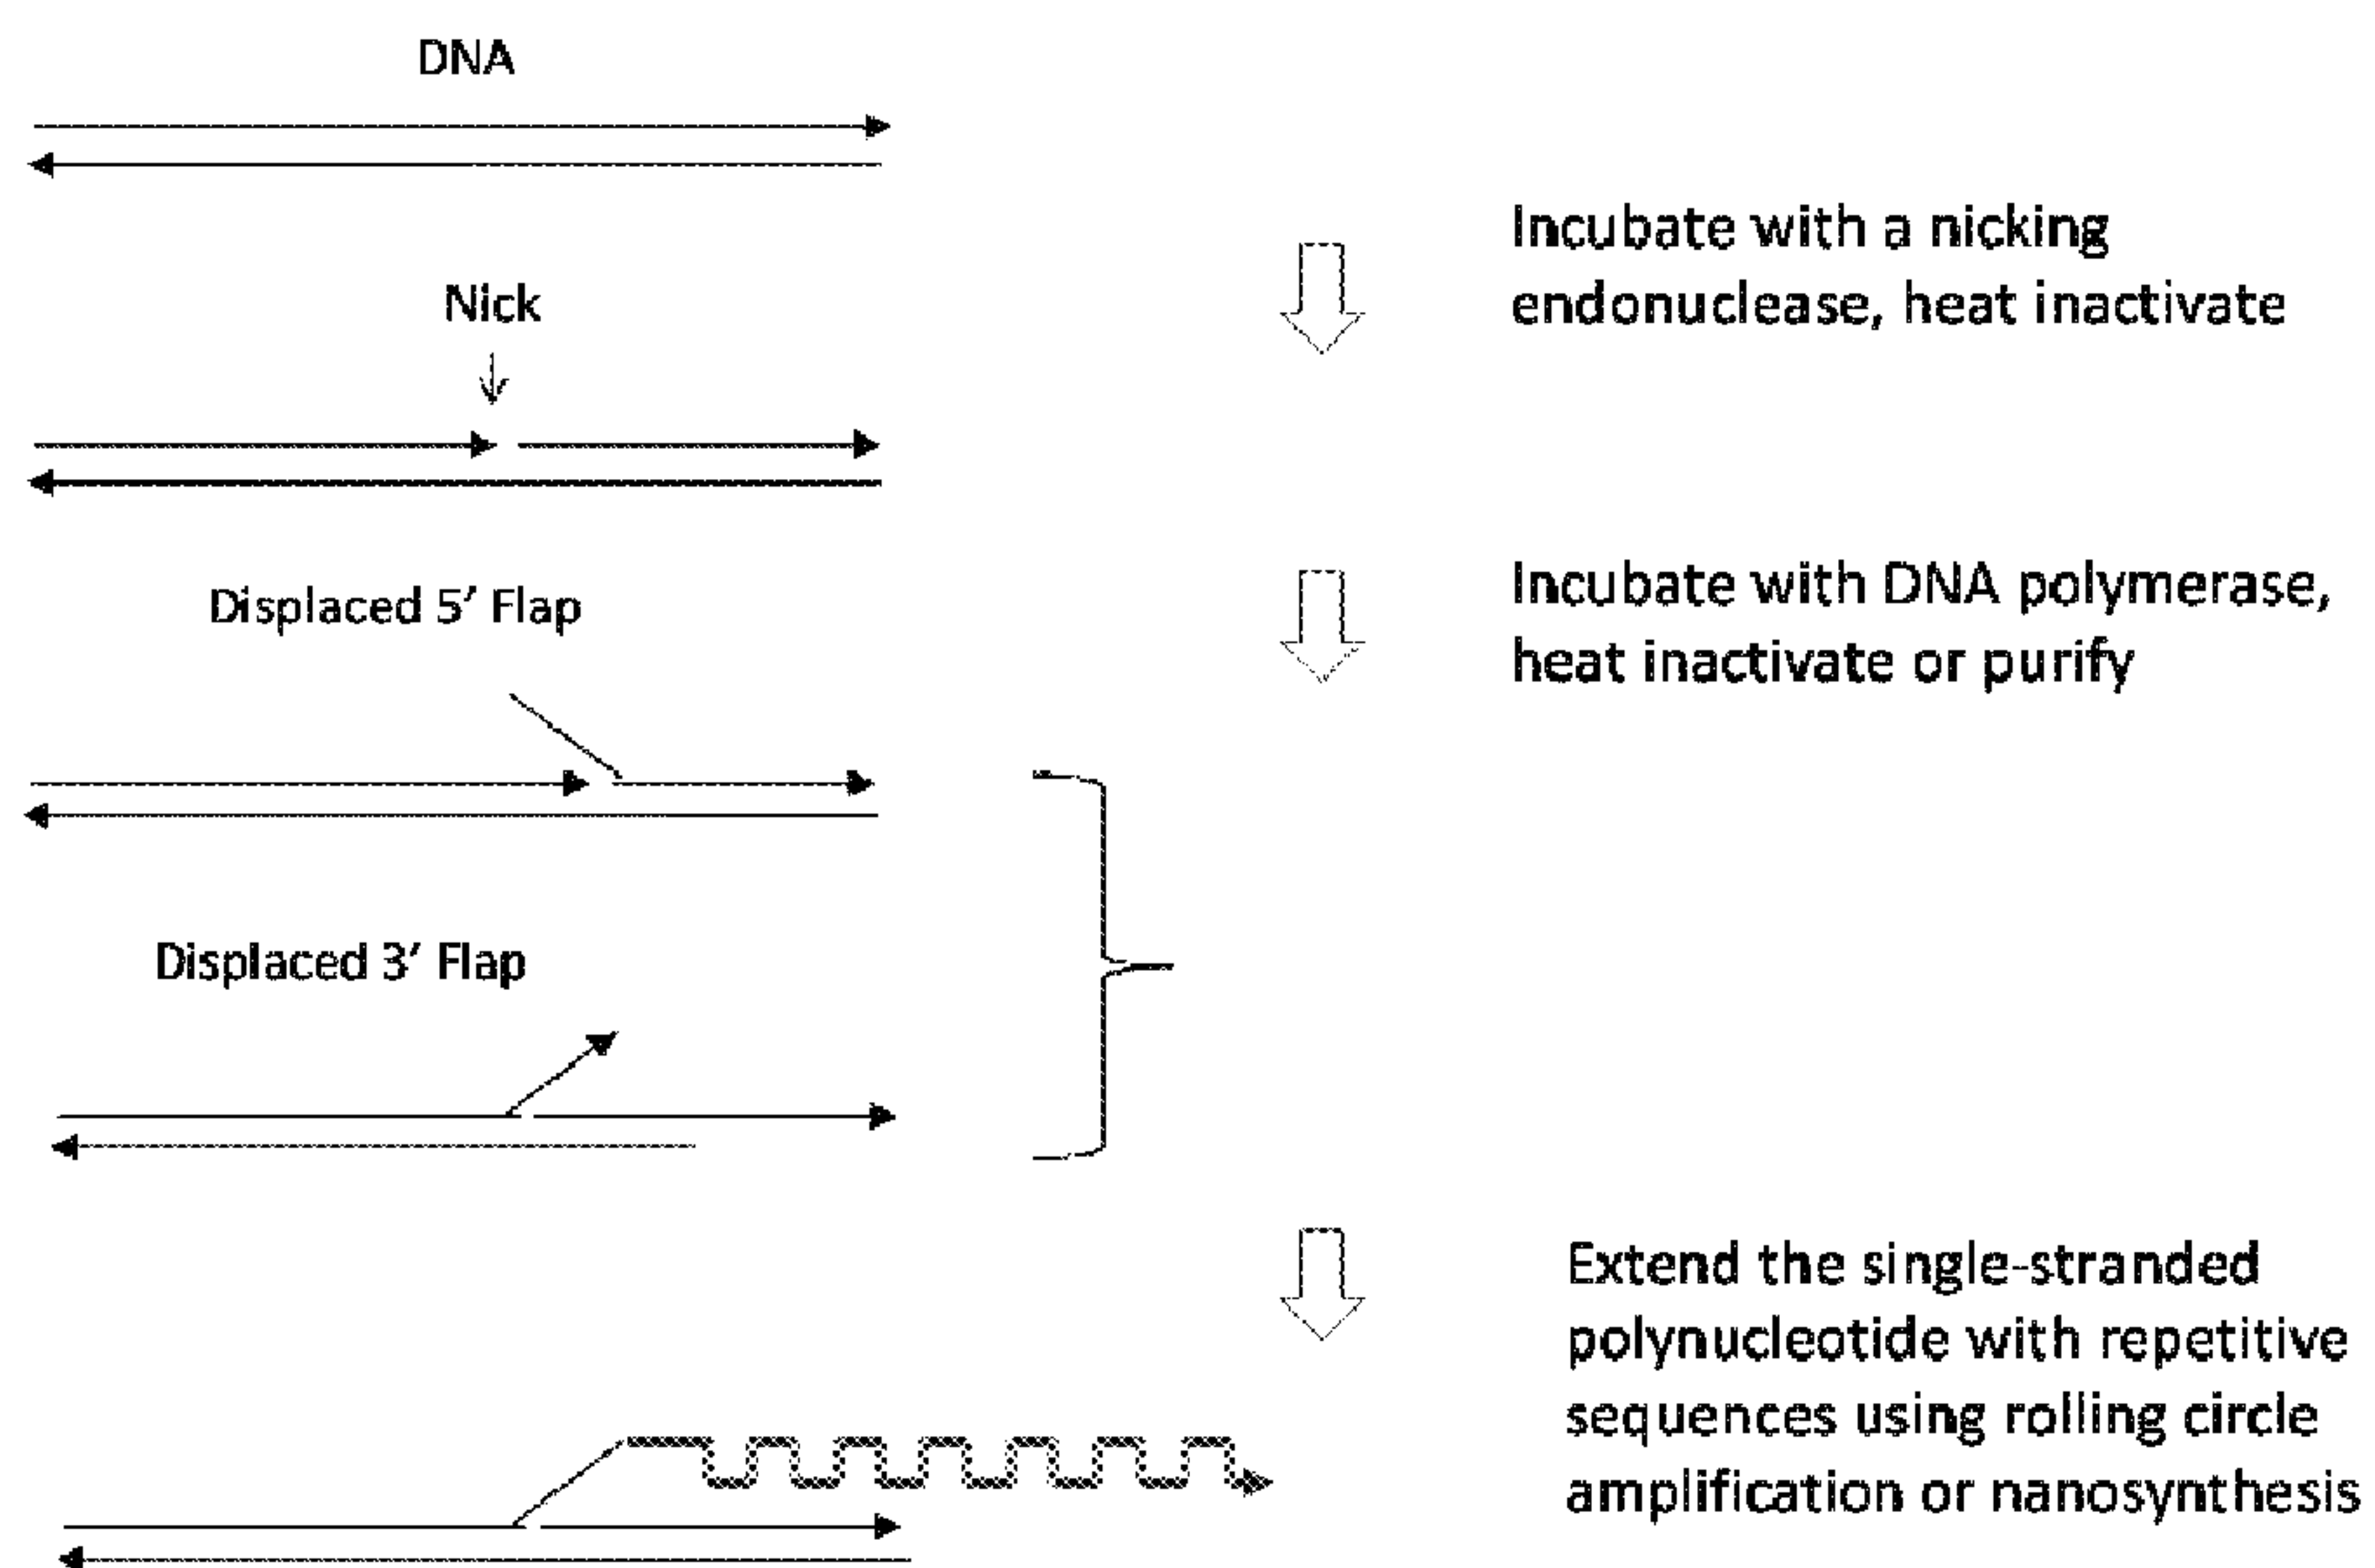 DNA
Incubate with a nicking
endonuclease, heat inactivate
Nick
Incubate with DNA polymerase,
heat inactivate or purify
Displaced 5′ Flap
Displaced 3′ Flap
Extend the single-stranded
polynucleotide with repetitive
sequences using rolling circle
amplification or nanosynthesis